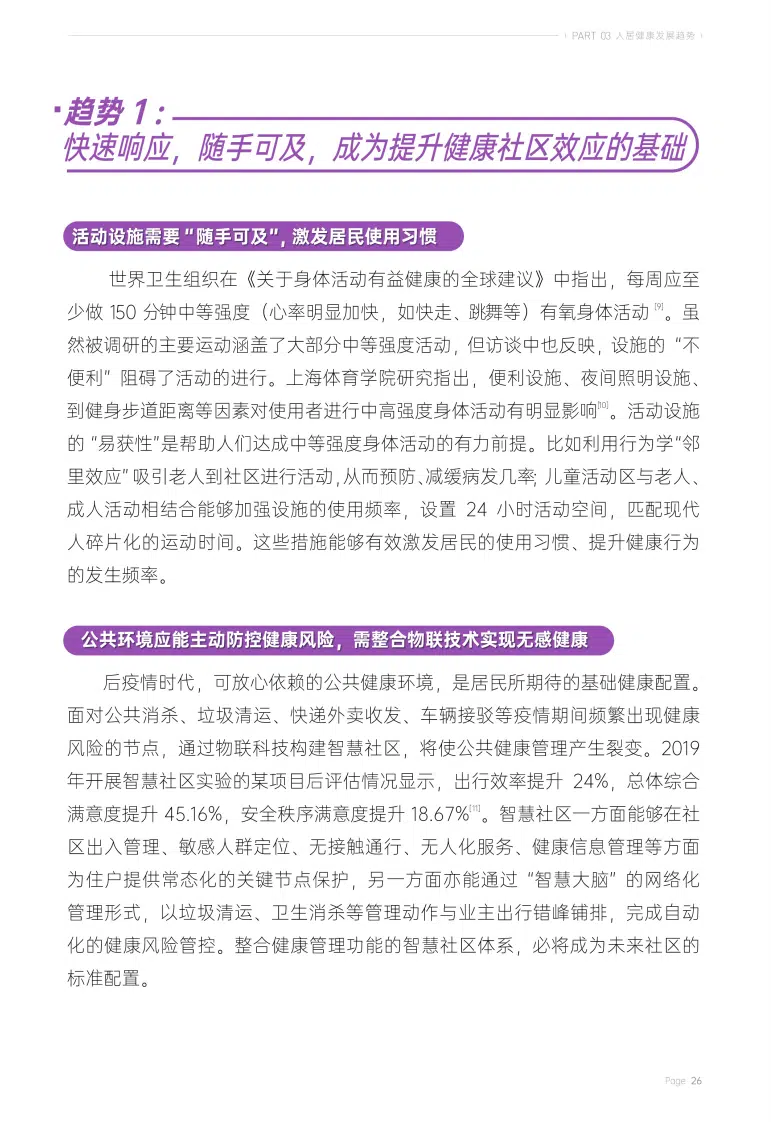 PART 03 人居健康发展趋势
趋势 1：
快速响应，随手可及，成为提升健康社区效应的基础
活动设施需要“随手可及”，激发居民使用习惯
世界卫生组织在《关于身体活动有益健康的全球建议》中指出，每周应至
少做 150 分钟中等强度（心率明显加快，如快走、跳舞等）有氧身体活动 [9]。虽
然被调研的主要运动涵盖了大部分中等强度活动，但访谈中也反映，设施的“不
便利”阻碍了活动的进行。上海体育学院研究指出，便利设施、夜间照明设施、
到健身步道距离等因素对使用者进行中高强度身体活动有明显影响[10]。活动设施
的“易获性”是帮助人们达成中等强度身体活动的有力前提。比如利用行为学“邻
里效应”吸引老人到社区进行活动，从而预防、减缓病发几率；儿童活动区与老人、
成人活动相结合能够加强设施的使用频率，设置 24 小时活动空间，匹配现代
人碎片化的运动时间。这些措施能够有效激发居民的使用习惯、提升健康行为
的发生频率。
公共环境应能主动防控健康风险，需整合物联技术实现无感健康
后疫情时代，可放心依赖的公共健康环境，是居民所期待的基础健康配置。
面对公共消杀、垃圾清运、快递外卖收发、车辆接驳等疫情期间频繁出现健康
风险的节点，通过物联科技构建智慧社区，将使公共健康管理产生裂变。2019
年开展智慧社区实验的某项目后评估情况显示，出行效率提升 24%，总体综合
满意度提升 45.16%，安全秩序满意度提升 18.67%[11]。智慧社区一方面能够在社
区出入管理、敏感人群定位、无接触通行、无人化服务、健康信息管理等方面
为住户提供常态化的关键节点保护，另一方面亦能通过“智慧大脑”的网络化
管理形式，以垃圾清运、卫生消杀等管理动作与业主出行错峰铺排，完成自动
化的健康风险管控。整合健康管理功能的智慧社区体系，必将成为未来社区的
标准配置。
Page 26